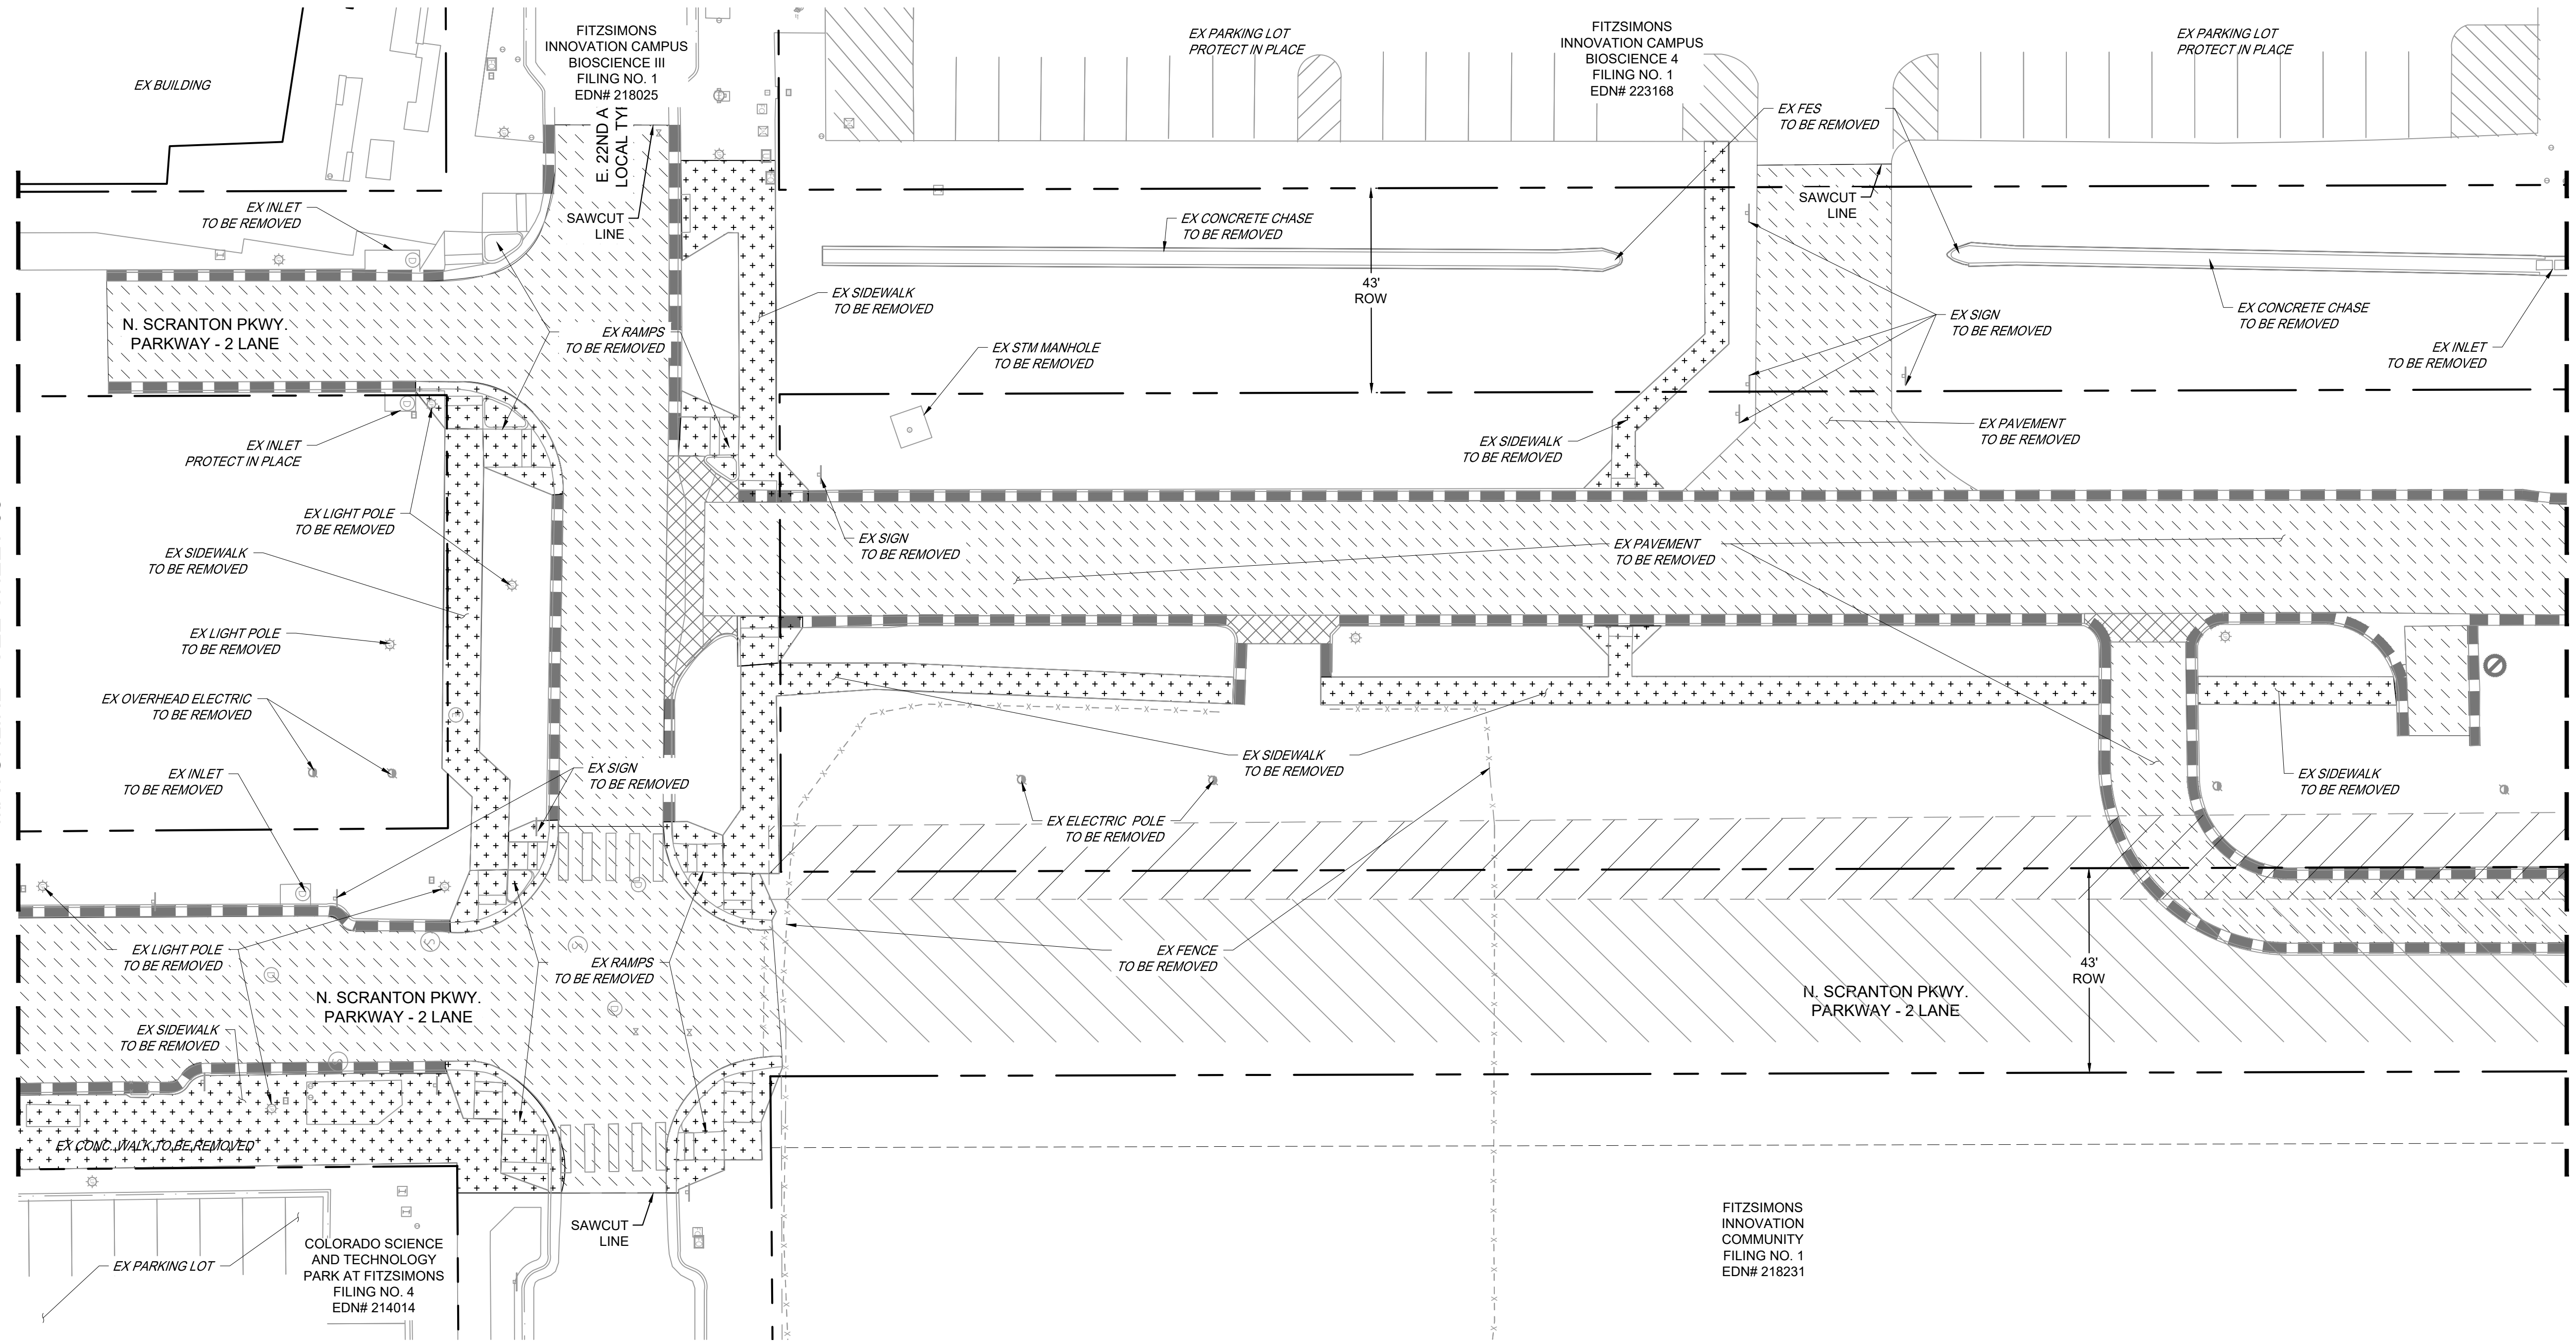 FITZSIMONS
INNOVATION CAMPUS
BIOSCIENCE III
FILING NO. 1
EDN# 218025
EX PARKING LOT
PROTECT IN PLACE
FITZSIMONS
INNOVATION CAMPUS
BIOSCIENCE 4
FILING NO. 1
EDN# 223168
EX PARKING LOT
PROTECT IN PLACE
EX BUILDING
E. 22ND A
LOCAL TY
EX FES
TO BE REMOVED
EX INLET
TO BE REMOVED
SAWCUT
LINE
EX CONCRETE CHASE
TO BE REMOVED
SAWCUT
LINE
43'
ROW
EX SIDEWALK
TO BE REMOVED
N. SCRANTON PKWY.
PARKWAY - 2 LANE
EX RAMPS
TO BE REMOVED
EX STM MANHOLE
TO BE REMOVED
EX SIGN
TO BE REMOVED
EX CONCRETE CHASE
TO BE REMOVED
EX INLET
TO BE REMOVED
EX INLET
PROTECT IN PLACE
EX SIDEWALK
TO BE REMOVED
EX PAVEMENT
TO BE REMOVED
EX LIGHT POLE
TO BE REMOVED
EX SIGN
TO BE REMOVED
EX PAVEMENT
TO BE REMOVED
EX SIDEWALK
TO BE REMOVED
EX LIGHT POLE
TO BE REMOVED
EX OVERHEAD ELECTRIC
TO BE REMOVED
EX INLET
TO BE REMOVED
EX SIGN
TO BE REMOVED
EX SIDEWALK
TO BE REMOVED
EX SIDEWALK
TO BE REMOVED
EX ELECTRIC POLE
TO BE REMOVED
EX LIGHT POLE
TO BE REMOVED
EX RAMPS
TO BE REMOVED
EX FENCE
TO BE REMOVED
43'
ROW
N. SCRANTON PKWY.
PARKWAY - 2 LANE
N. SCRANTON PKWY.
PARKWAY - 2 LANE
EX SIDEWALK
TO BE REMOVED
EX CONC. WALK TO BE REMOVED
SAWCUT
LINE
EX PARKING LOT
COLORADO SCIENCE
AND TECHNOLOGY
PARK AT FITZSIMONS
FILING NO. 4
EDN# 214014
FITZSIMONS
INNOVATION
COMMUNITY
FILING NO. 1
EDN# 218231